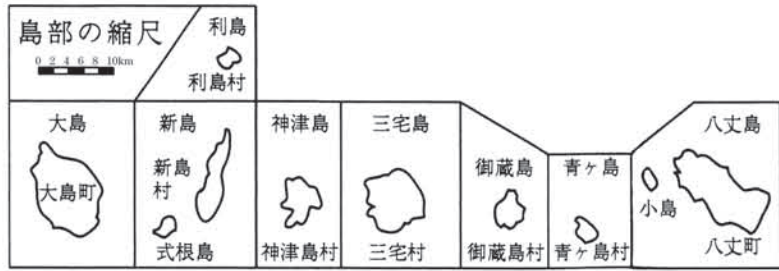 島部の縮尺
0 2 4 6 8 10km
利島
利島村
大島
大島町
新島
新島
村
式根島
神津島
神津島村
三宅島
三宅村
御蔵島
御蔵島村
青ヶ島
青ヶ島村
八丈島
小島
八丈町